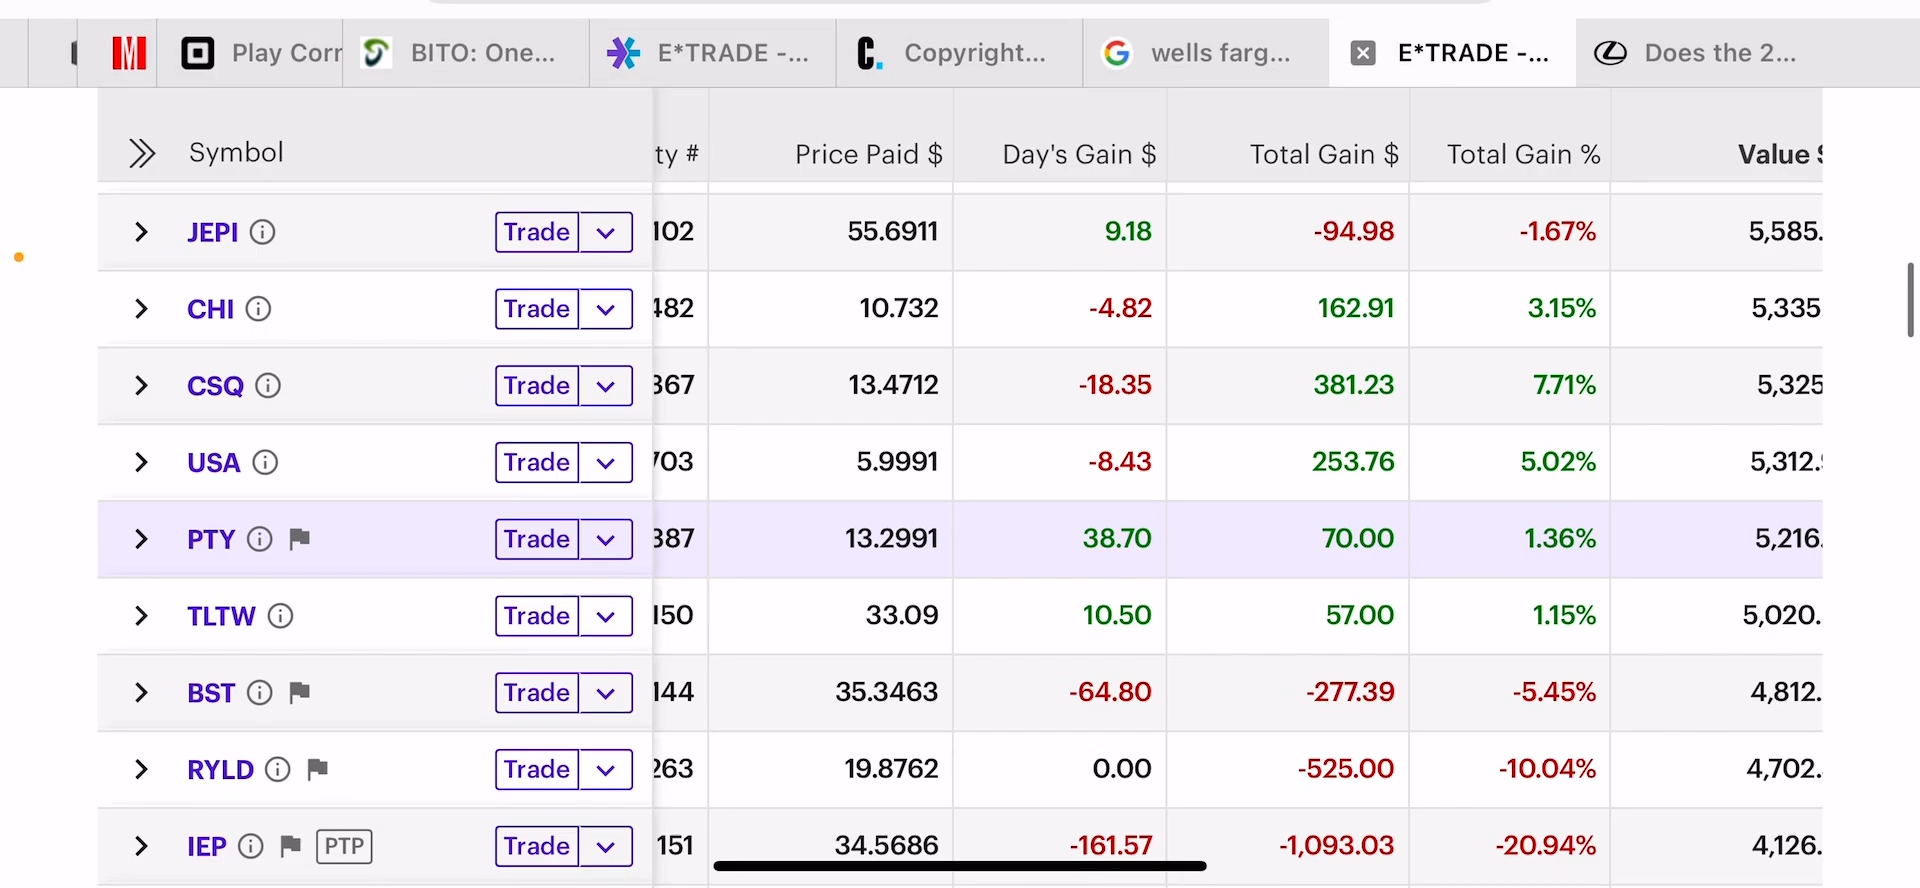 M Play Corr BITO: One... E*TRADE -... C. Copyright... wells farg... E*TRADE -... Does the 2...
Symbol ty # Price Paid $ Day's Gain $ Total Gain $ Total Gain % Value $
JEPI Trade 102 55.6911 9.18 -94.98 -1.67% 5,585.
CHI Trade 482 10.732 -4.82 162.91 3.15% 5,335
CSQ Trade 367 13.4712 -18.35 381.23 7.71% 5,325
USA Trade 703 5.9991 -8.43 253.76 5.02% 5,312.
PTY Trade 387 13.2991 38.70 70.00 1.36% 5,216.
TLTW Trade 150 33.09 10.50 57.00 1.15% 5,020.
BST Trade 144 35.3463 -64.80 -277.39 -5.45% 4,812.
RYLD Trade 263 19.8762 0.00 -525.00 -10.04% 4,702.
IEP PTP Trade 151 34.5686 -161.57 -1,093.03 -20.94% 4,126.